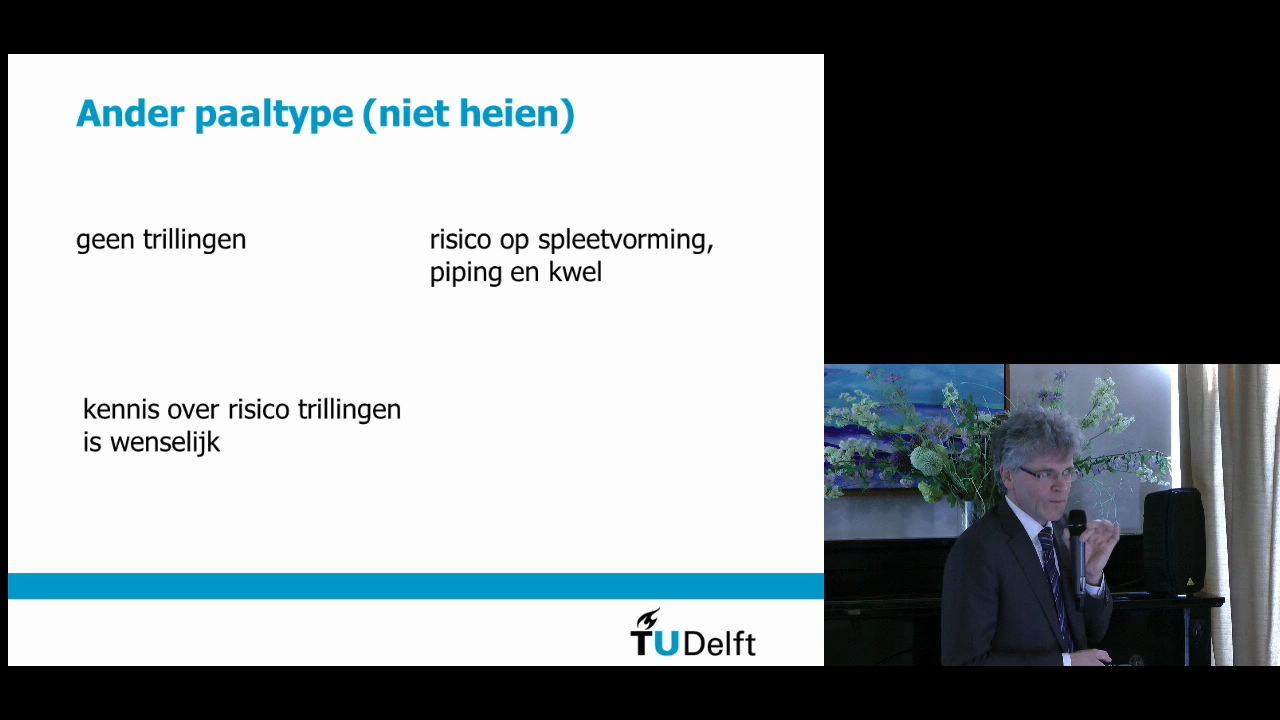 Ander paaltype (niet heien)
geen trillingen
risico op spleetvorming,
piping en kwel
kennis over risico trillingen
is wenselijk
TUDelft